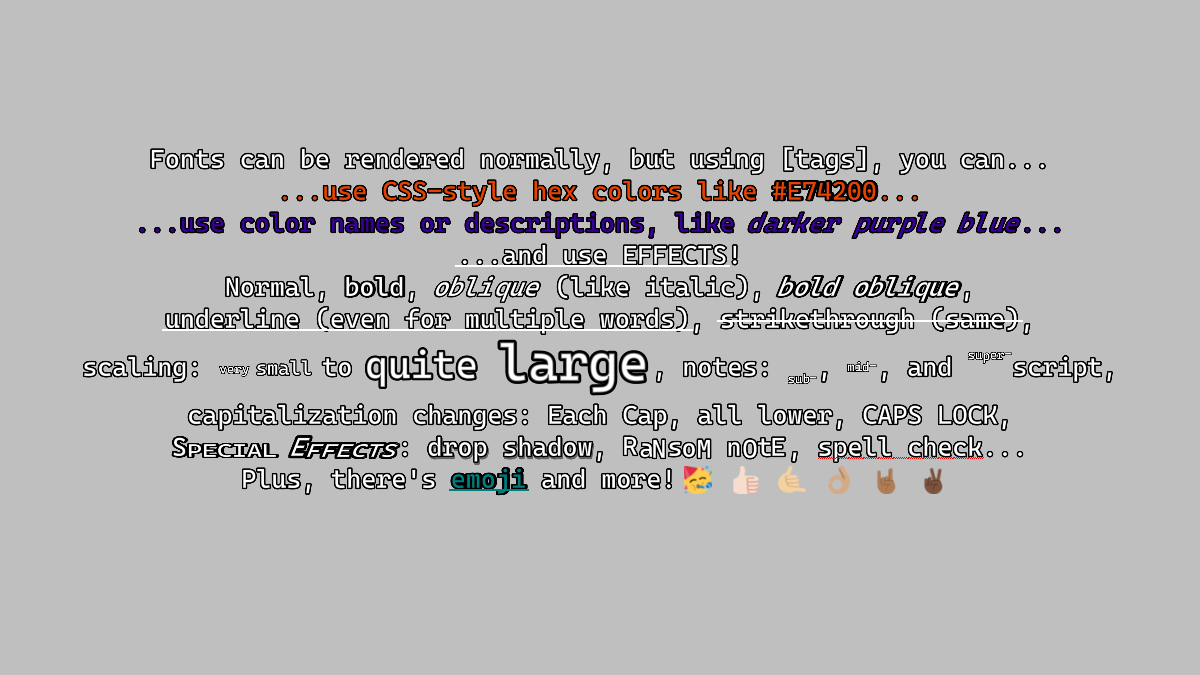 Fonts can be rendered normally, but using [tags], you can...
...use CSS-style hex colors like #E74200...
...use color names or descriptions, like darker purple blue...
...and use EFFECTS!
Normal, bold, oblique (like italic), bold oblique,
underline (even for multiple words), strikethrough (same),
scaling: very small to quite large, notes: sub-, mid-, and super-script,
capitalization changes: Each Cap, all lower, CAPS LOCK,
Special Effects: drop shadow, RaNsoM nOtE, spell check...
Plus, there's emoji and more! 🥳 👍🏻 🤙🏼 👌🏽 🤘🏾 ✌🏿